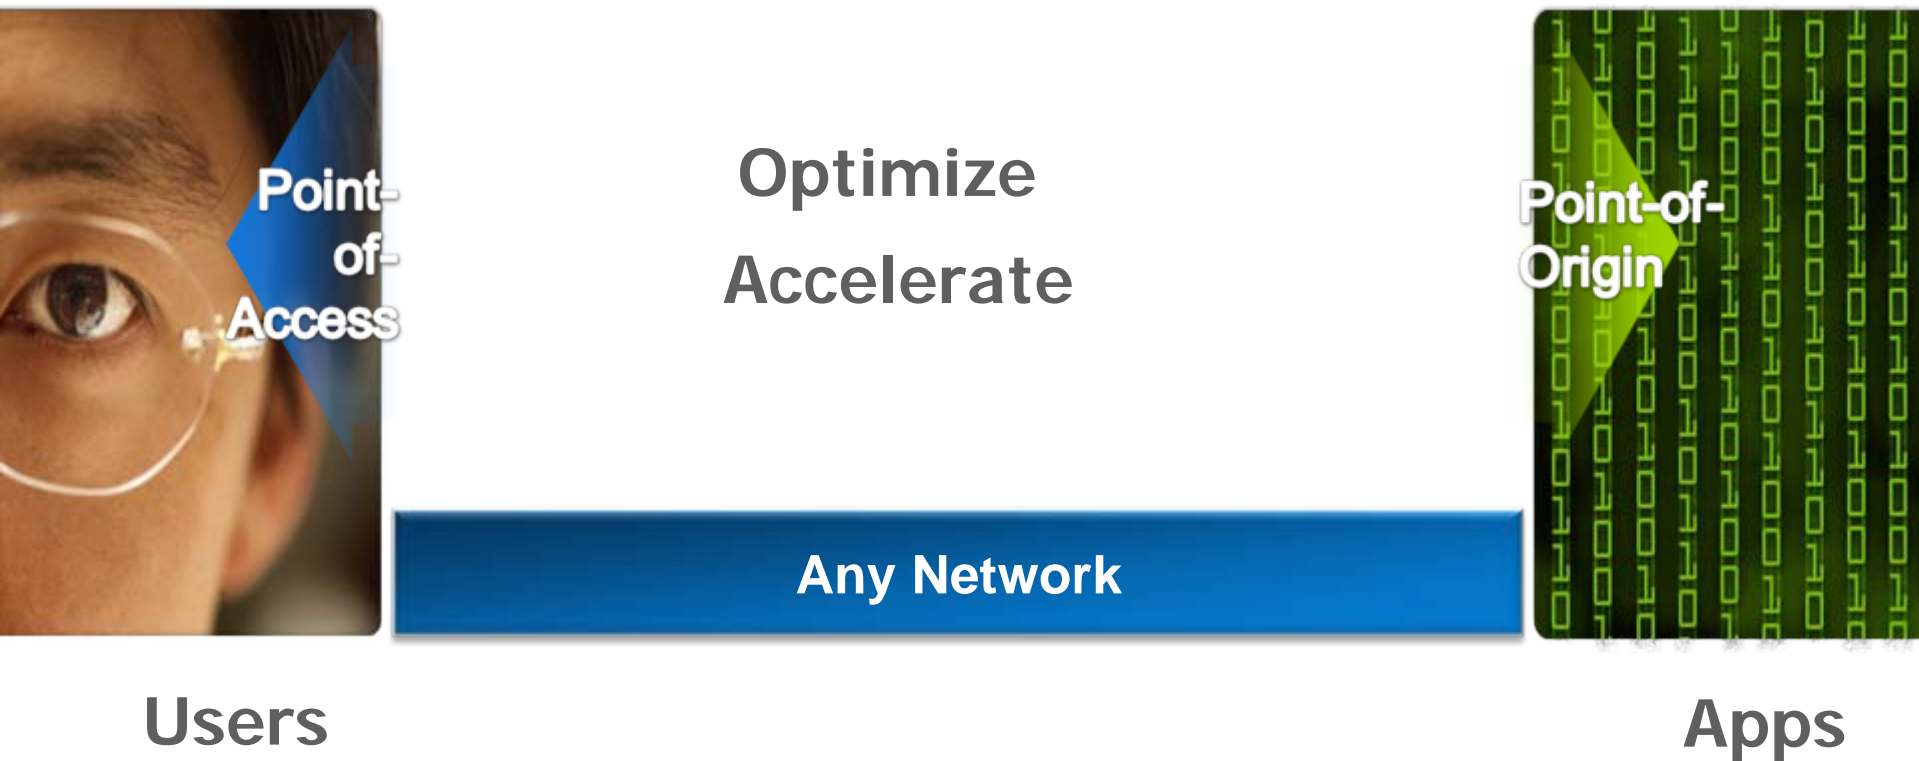 Point-
of-
Access
Optimize
Accelerate
Point-of-
Origin
Any Network
Users
Apps